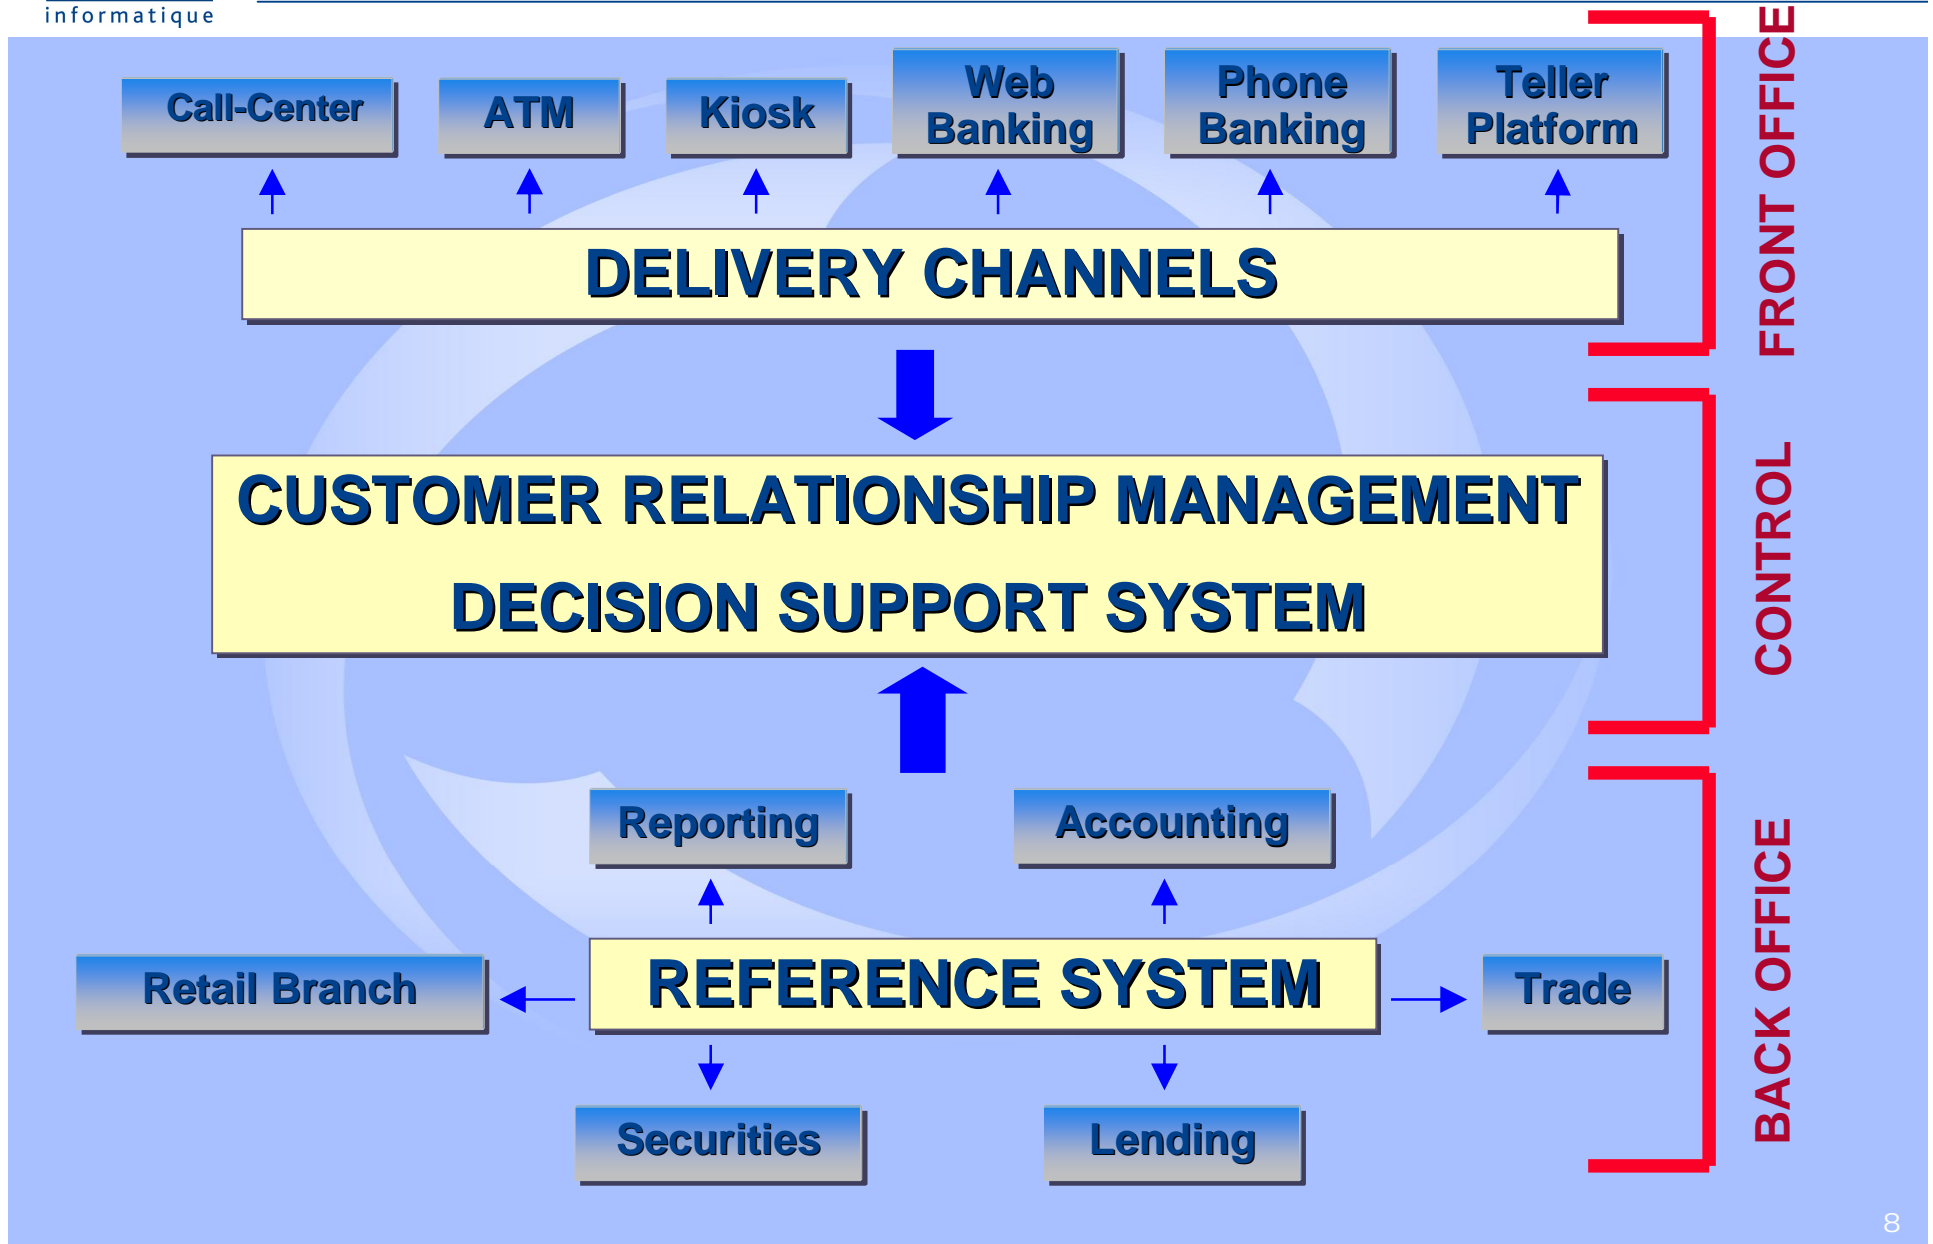 informatique
Call-Center
ATM
Kiosk
Web
Banking
Phone
Banking
Teller
Platform
DELIVERY CHANNELS
FRONT OFFICE
CUSTOMER RELATIONSHIP MANAGEMENT
DECISION SUPPORT SYSTEM
CONTROL
Reporting
Accounting
Retail Branch
REFERENCE SYSTEM
Trade
Securities
Lending
BACK OFFICE
8